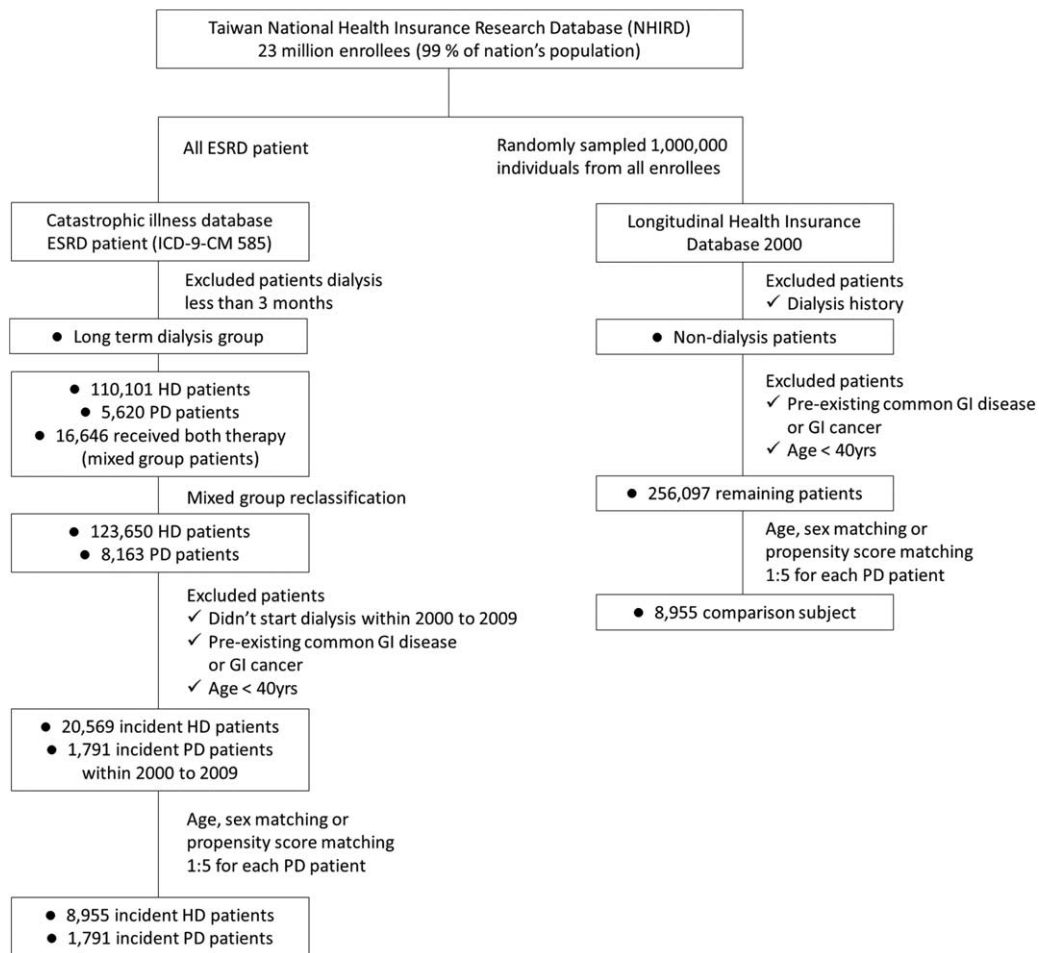 Taiwan National Health Insurance Research Database (NHIRD)
23 million enrollees (99 % of nation's population)
All ESRD patient
Randomly sampled 1,000,000
individuals from all enrollees
Catastrophic illness database
ESRD patient (ICD-9-CM 585)
Excluded patients dialysis
less than 3 months
● Long term dialysis group
● 110,101 HD patients
● 5,620 PD patients
● 16,646 received both therapy
(mixed group patients)
Mixed group reclassification
● 123,650 HD patients
● 8,163 PD patients
Excluded patients
✓ Didn't start dialysis within 2000 to 2009
✓ Pre-existing common GI disease
or GI cancer
✓ Age < 40yrs
● 20,569 incident HD patients
● 1,791 incident PD patients
within 2000 to 2009
Age, sex matching or
propensity score matching
1:5 for each PD patient
● 8,955 incident HD patients
● 1,791 incident PD patients
Longitudinal Health Insurance
Database 2000
Excluded patients
✓ Dialysis history
● Non-dialysis patients
Excluded patients
✓ Pre-existing common GI disease
or GI cancer
✓ Age < 40yrs
● 256,097 remaining patients
Age, sex matching or
propensity score matching
1:5 for each PD patient
● 8,955 comparison subject